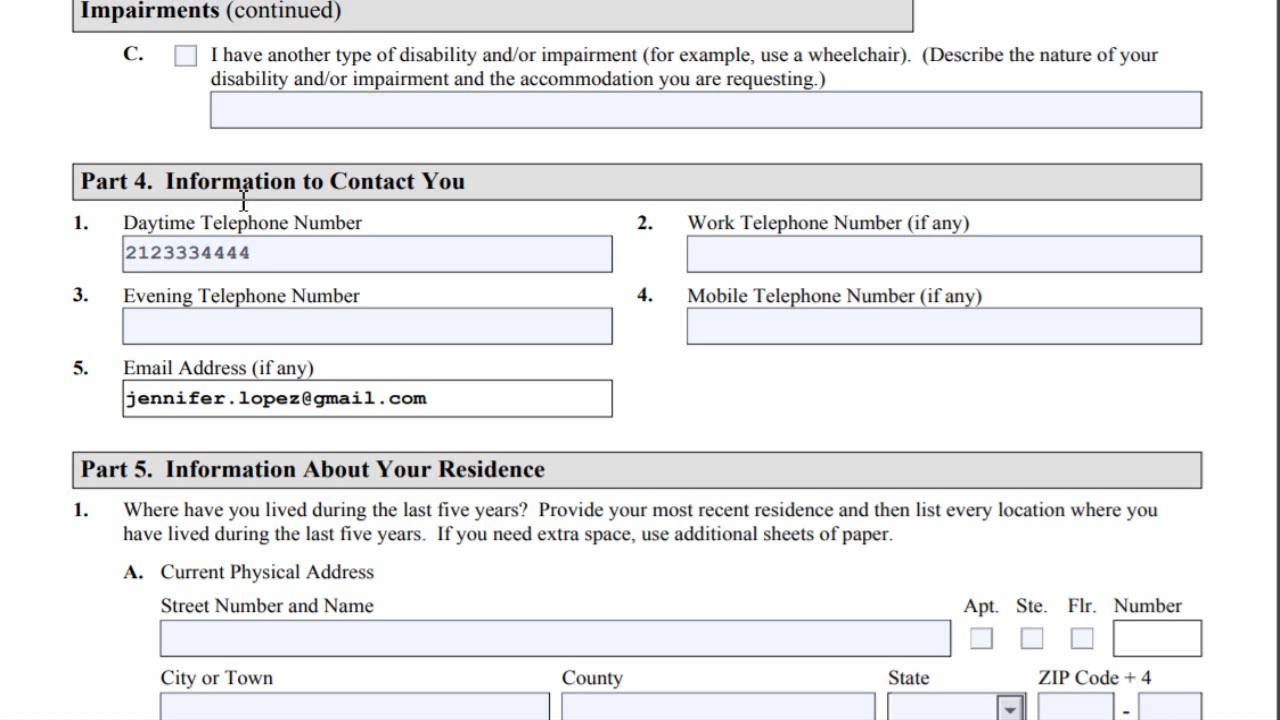 Impairments (continued)
C. I have another type of disability and/or impairment (for example, use a wheelchair). (Describe the nature of your
disability and/or impairment and the accommodation you are requesting.)
Part 4. Information to Contact You
1. Daytime Telephone Number
2. Work Telephone Number (if any)
2123334444
3. Evening Telephone Number
4. Mobile Telephone Number (if any)
5. Email Address (if any)
jennifer.lopez@gmail.com
Part 5. Information About Your Residence
1. Where have you lived during the last five years? Provide your most recent residence and then list every location where you
have lived during the last five years. If you need extra space, use additional sheets of paper.
A. Current Physical Address
Street Number and Name Apt. Ste. Flr. Number
City or Town County State ZIP Code + 4
-